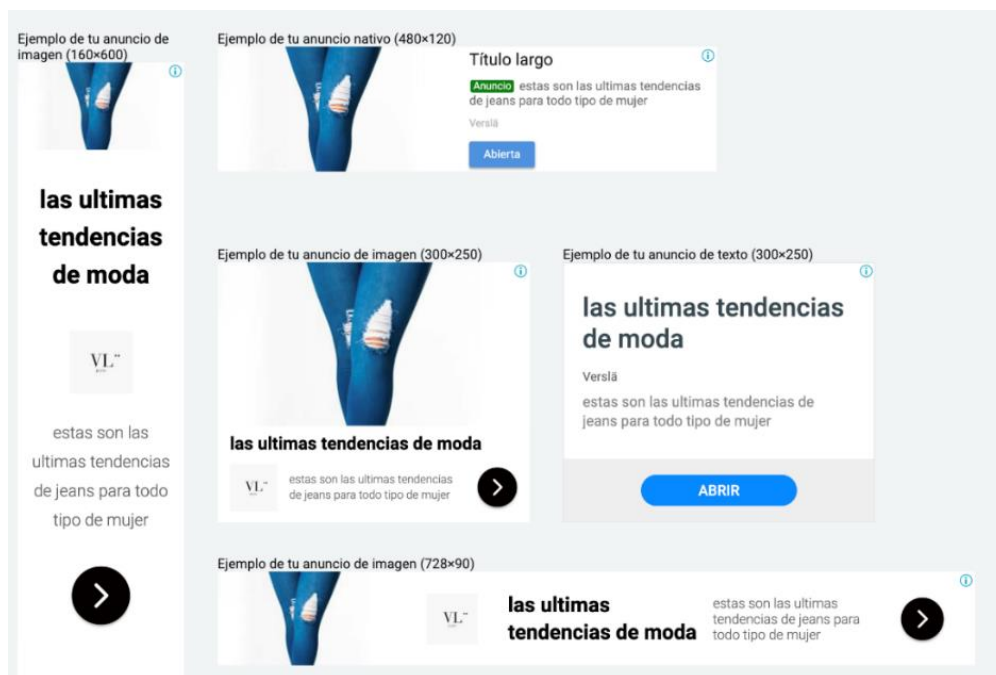 Ejemplo de tu anuncio de
imagen (160×600)
las ultimas
tendencias
de moda
VL
estas son las
ultimas tendencias
de jeans para todo
tipo de mujer
Ejemplo de tu anuncio nativo (480×120)
Título largo
Anuncio estas son las ultimas tendencias
de jeans para todo tipo de mujer
Verslä
Abierta
Ejemplo de tu anuncio de imagen (300×250)
las ultimas tendencias de moda
VL
estas son las ultimas tendencias
de jeans para todo tipo de mujer
Ejemplo de tu anuncio de texto (300×250)
las ultimas tendencias
de moda
Verslä
estas son las ultimas tendencias de
jeans para todo tipo de mujer
ABRIR
Ejemplo de tu anuncio de imagen (728×90)
VL
las ultimas
tendencias de moda
estas son las ultimas
tendencias de jeans para
todo tipo de mujer